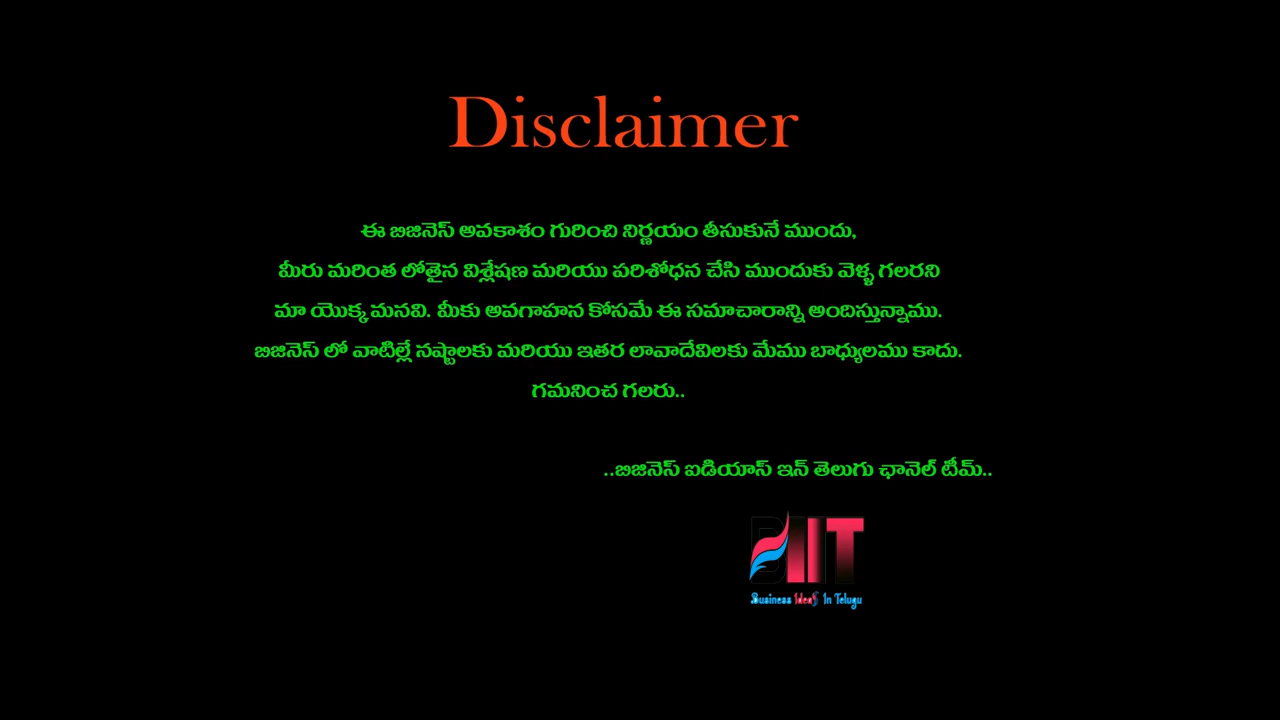 Disclaimer
ఈ బిజినెస్ అవకాశం గురించి నిర్ణయం తీసుకునే ముందు,
మీరు మరింత లోతైన విశ్లేషణ మరియు పరిశోధన చేసి ముందుకు వెళ్ళ గలరని
మా యొక్క మనవి. మీకు అవగాహన కోసమే ఈ సమాచారాన్ని అందిస్తున్నాము.
బిజినెస్ లో వాటిల్లే నష్టాలకు మరియు ఇతర లావాదేవిలకు మేము బాధ్యులము కాదు.
గమనించ గలరు..
..బిజినెస్ ఐడియాస్ ఇన్ తెలుగు ఛానెల్ టీమ్..
BIIT
Business IdeaS In Telugu